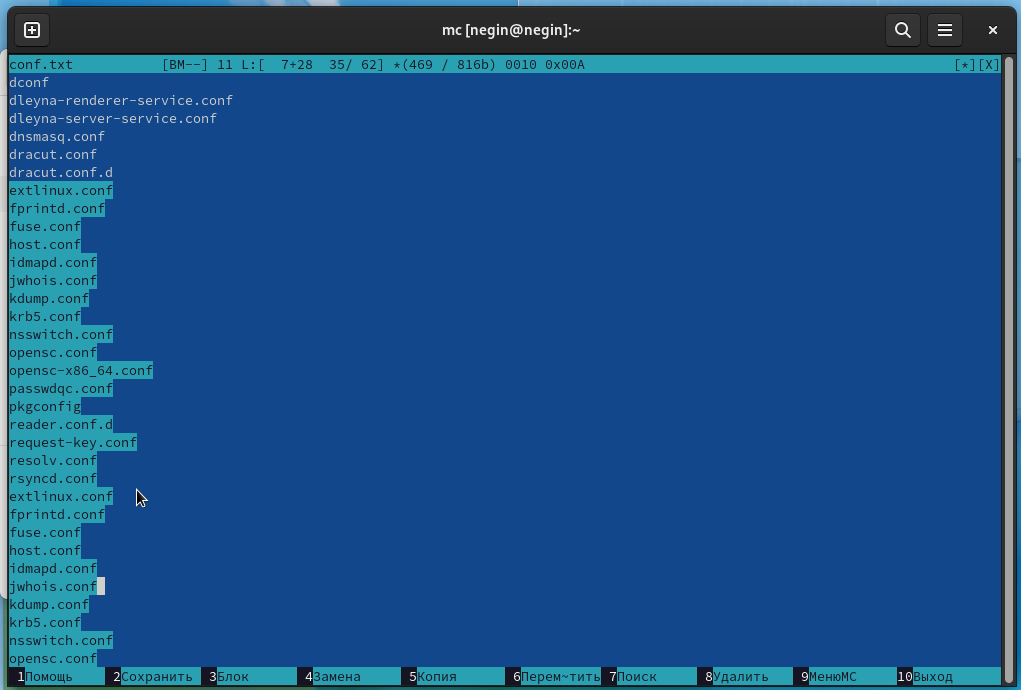 mc [negin@negin]:~
conf.txt [BM--] 11 L:[ 7+28 35/ 62] *(469 / 816b) 0010 0x00A [*][X]
dconf
dleyna-renderer-service.conf
dleyna-server-service.conf
dnsmasq.conf
dracut.conf
dracut.conf.d
extlinux.conf
fprintd.conf
fuse.conf
host.conf
idmapd.conf
jwhois.conf
kdump.conf
krb5.conf
nsswitch.conf
opensc.conf
opensc-x86_64.conf
passwdqc.conf
pkgconfig
reader.conf.d
request-key.conf
resolv.conf
rsyncd.conf
extlinux.conf
fprintd.conf
fuse.conf
host.conf
idmapd.conf
jwhois.conf
kdump.conf
krb5.conf
nsswitch.conf
opensc.conf
1Помощь 2Сохранить 3Блок 4Замена 5Копия 6Перем~тить 7Поиск 8Удалить 9МенюMC 10Выход